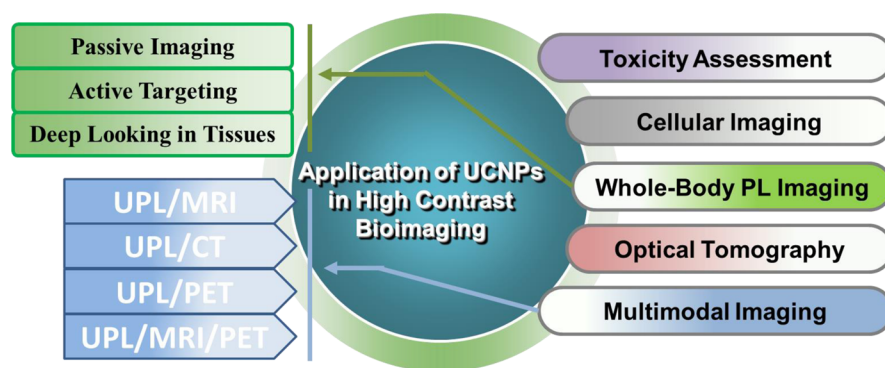 Passive Imaging
Active Targeting
Deep Looking in Tissues
UPL/MRI
UPL/CT
UPL/PET
UPL/MRI/PET
Application of UCNPs
in High Contrast
Bioimaging
Toxicity Assessment
Cellular Imaging
Whole-Body PL Imaging
Optical Tomography
Multimodal Imaging